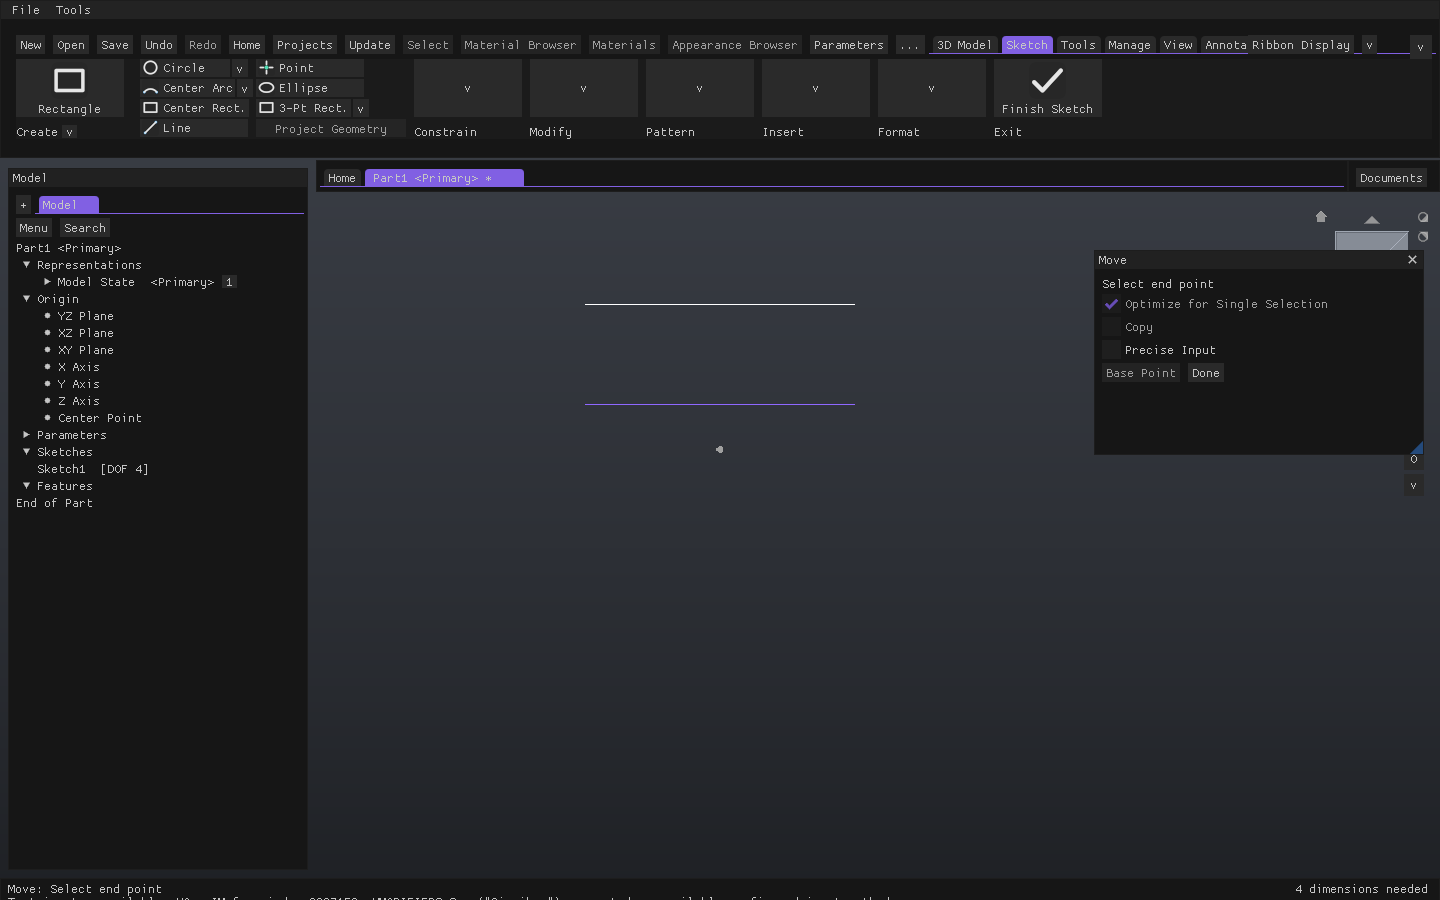 File Tools
New Open Save Undo Redo Home Projects Update Select Material Browser Materials Appearance Browser Parameters ... 3D Model Sketch Tools Manage View Annota Ribbon Display v v
Rectangle
Create v
Circle v
Center Arc v
Center Rect.
Line
Point
Ellipse
3-Pt Rect. v
Project Geometry
v
Constrain
v
Modify
v
Pattern
v
Insert
v
Format
Finish Sketch
Exit
Model
+ Model
Menu Search
Part1 <Primary>
Representations
Model State <Primary> 1
Origin
YZ Plane
XZ Plane
XY Plane
X Axis
Y Axis
Z Axis
Center Point
Parameters
Sketches
Sketch1 [DOF 4]
Features
End of Part
Home Part1 <Primary> * Documents
Move
Select end point
Optimize for Single Selection
Copy
Precise Input
Base Point Done
O
v
Move: Select end point 4 dimensions needed